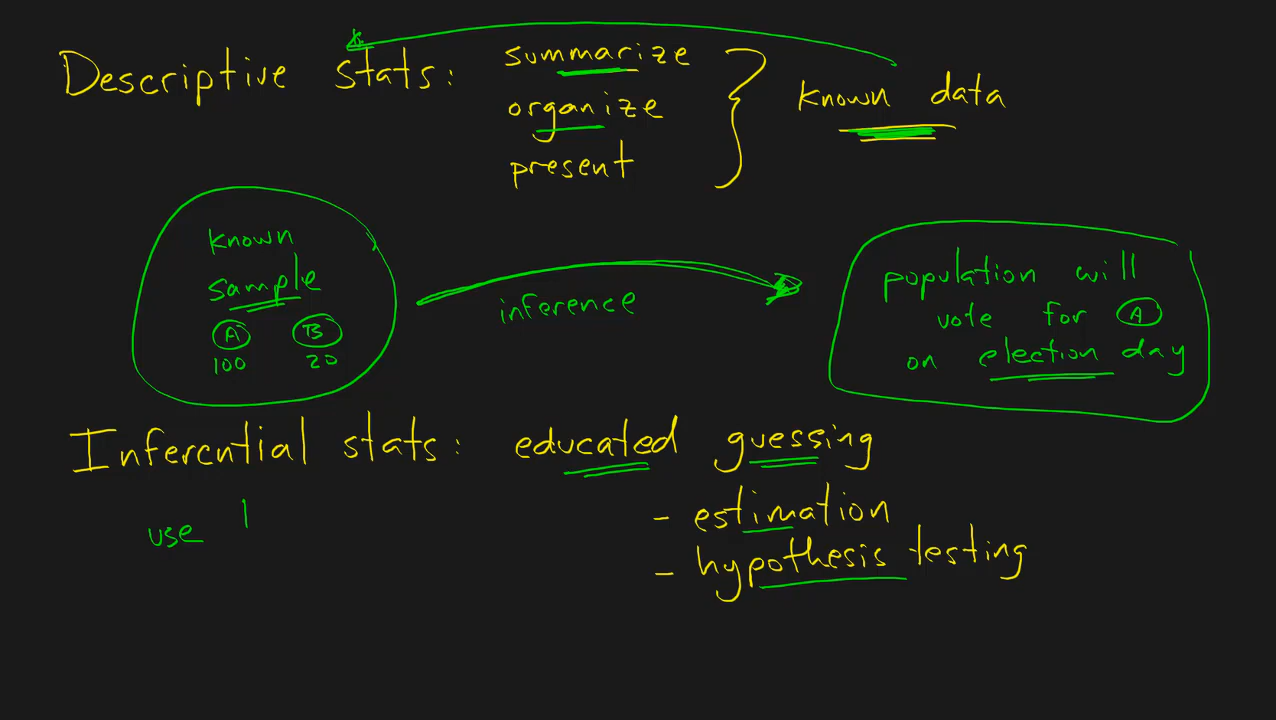 Descriptive stats: summarize
organize
present
known data
known
sample
A B
100 20
inference
population will
vote for A
on election day
Inferential stats: educated guessing
- estimation
- hypothesis testing
use